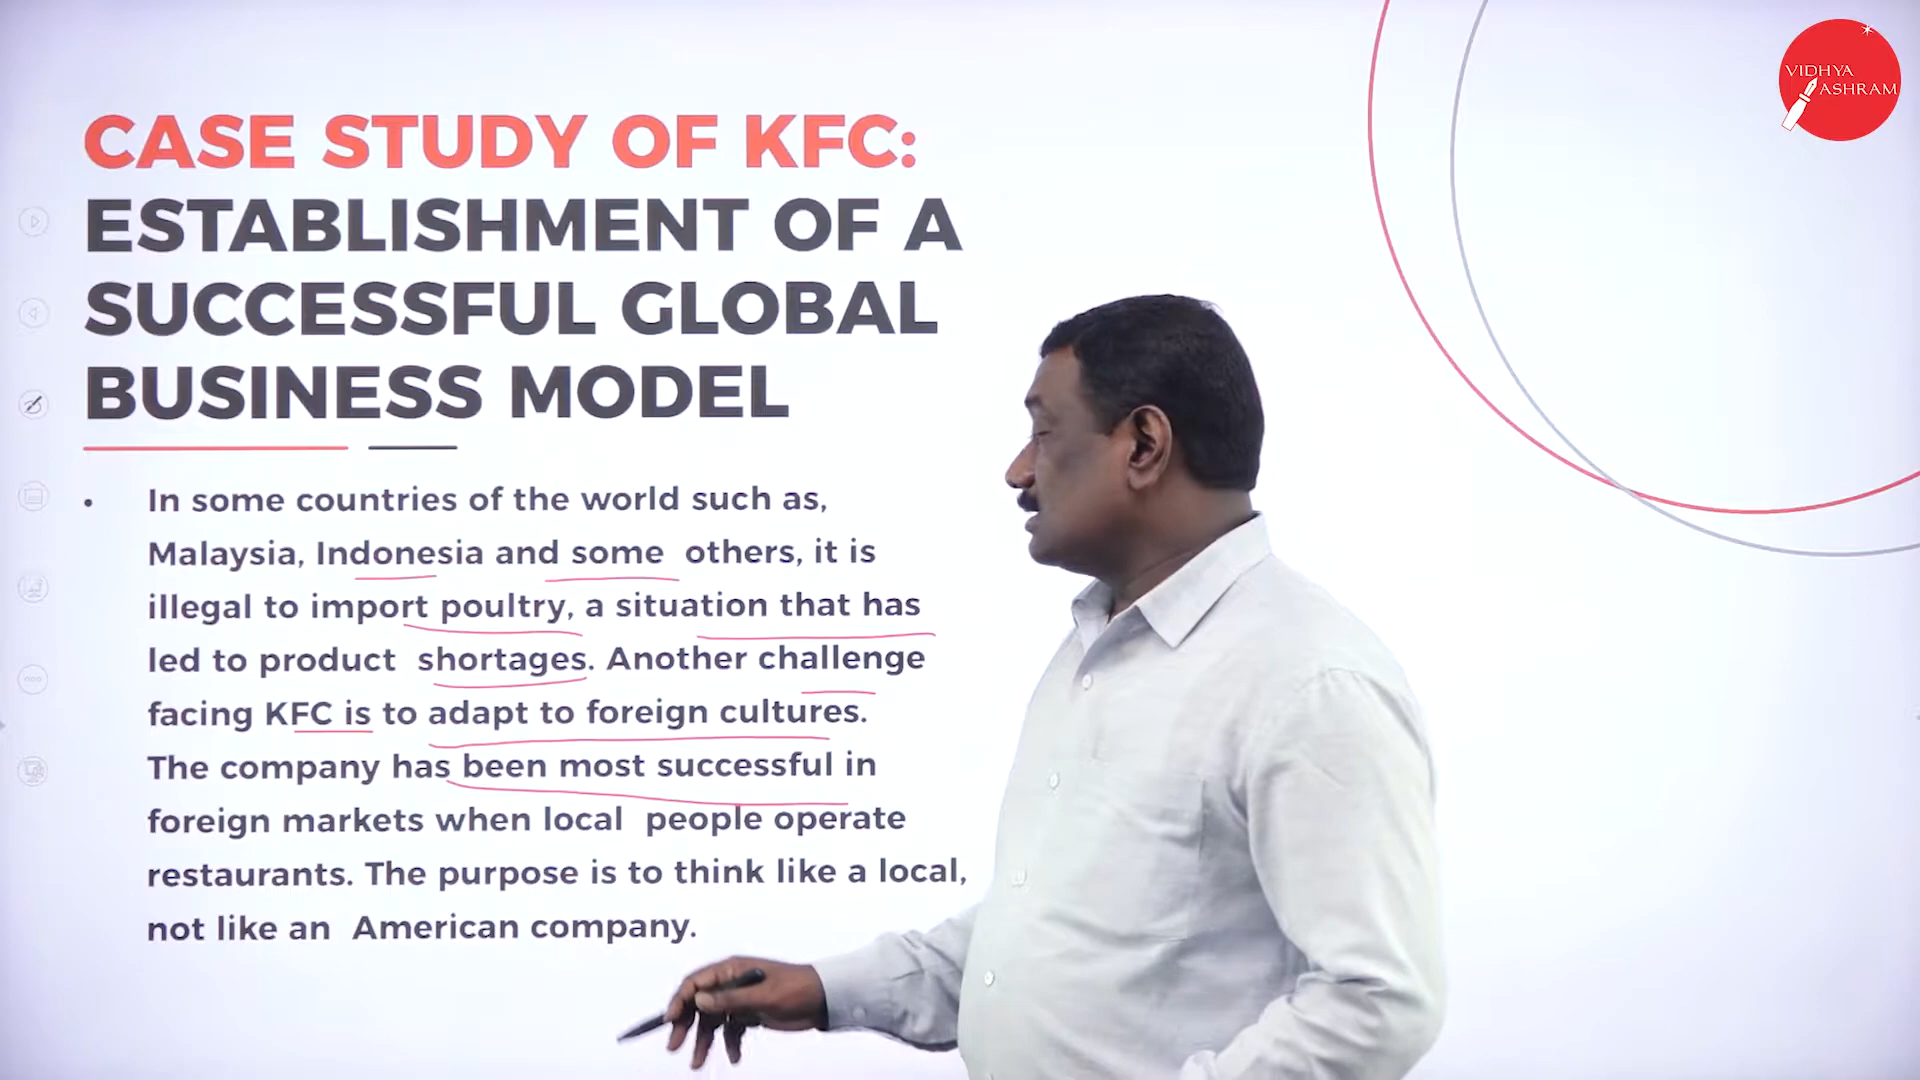 VIDHYA
ASHRAM
CASE STUDY OF KFC:
ESTABLISHMENT OF A
SUCCESSFUL GLOBAL
BUSINESS MODEL
• In some countries of the world such as,
Malaysia, Indonesia and some others, it is
illegal to import poultry, a situation that has
led to product shortages. Another challenge
facing KFC is to adapt to foreign cultures.
The company has been most successful in
foreign markets when local people operate
restaurants. The purpose is to think like a local,
not like an American company.